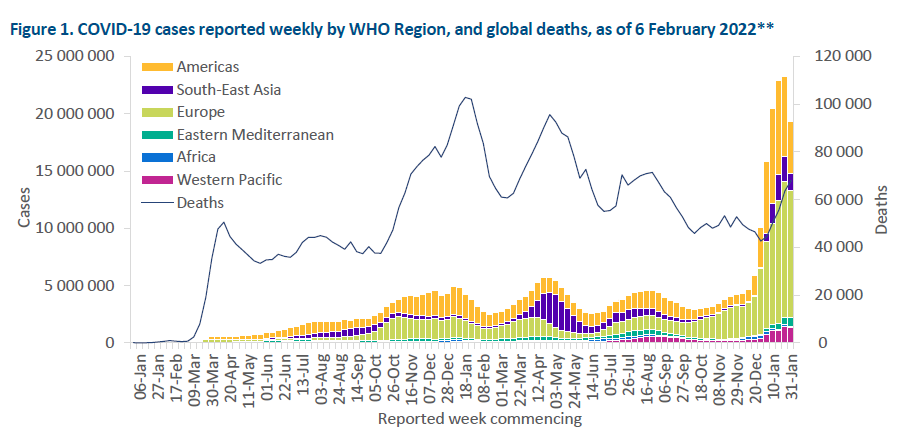 Figure 1. COVID-19 cases reported weekly by WHO Region, and global deaths, as of 6 February 2022**
25 000 000
20 000 000
15 000 000
10 000 000
5 000 000
0
Cases
Americas
South-East Asia
Europe
Eastern Mediterranean
Africa
Western Pacific
Deaths
120 000
100 000
80 000
60 000
40 000
20 000
0
Deaths
06-Jan
27-Jan
17-Feb
09-Mar
30-Mar
20-Apr
11-May
01-Jun
22-Jun
13-Jul
03-Aug
24-Aug
14-Sep
05-Oct
26-Oct
16-Nov
07-Dec
28-Dec
18-Jan
08-Feb
01-Mar
22-Mar
12-Apr
03-May
24-May
14-Jun
05-Jul
26-Jul
16-Aug
06-Sep
27-Sep
18-Oct
08-Nov
29-Nov
20-Dec
10-Jan
31-Jan
Reported week commencing